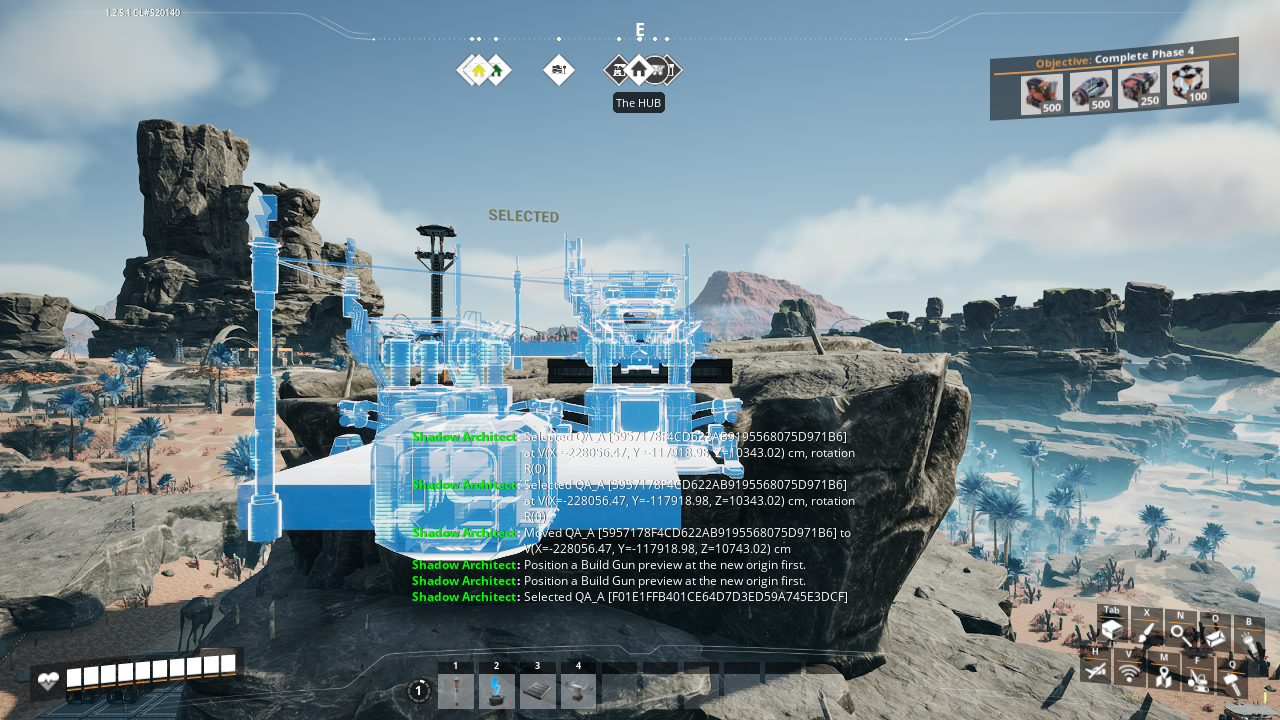 1.2.5.1 CL#520140
E
The HUB
Objective: Complete Phase 4
500
500
250
100
SELECTED
Shadow Architect: Selected QA_A [5957178F4CD622AB9195568075D971B6]
at V(X=-228056.47, Y=-117918.98, Z=10343.02) cm, rotation
R(0)
Shadow Architect: Selected QA_A [5957178F4CD622AB9195568075D971B6]
at V(X=-228056.47, Y=-117918.98, Z=10343.02) cm, rotation
R(0)
Shadow Architect: Moved QA_A [5957178F4CD622AB9195568075D971B6] to
V(X=-228056.47, Y=-117918.98, Z=10743.02) cm
Shadow Architect: Position a Build Gun preview at the new origin first.
Shadow Architect: Position a Build Gun preview at the new origin first.
Shadow Architect: Selected QA_A [F01E1FFB401CE64D7D3ED59A745E3DCF]
1
1 2 3 4
Tab X N O B
H V M F Q